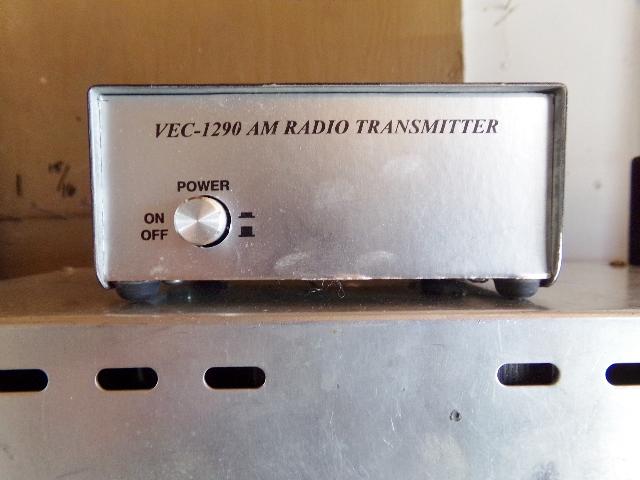 VEC-1290 AM RADIO TRANSMITTER
POWER
ON
OFF